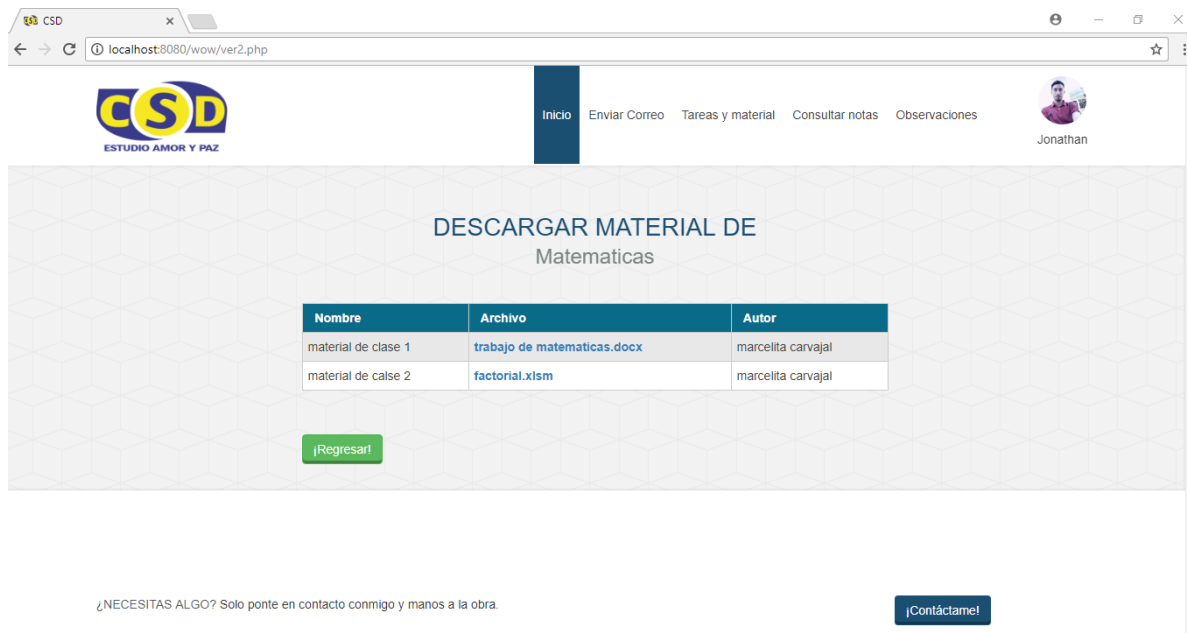 CSD
localhost:8080/wow/ver2.php
CSD
ESTUDIO AMOR Y PAZ
Inicio Enviar Correo Tareas y material Consultar notas Observaciones
Jonathan
DESCARGAR MATERIAL DE
Matematicas
Nombre Archivo Autor
material de clase 1 trabajo de matematicas.docx marcelita carvajal
material de calse 2 factorial.xlsm marcelita carvajal
¡Regresar!
¿NECESITAS ALGO? Solo ponte en contacto conmigo y manos a la obra.
¡Contáctame!